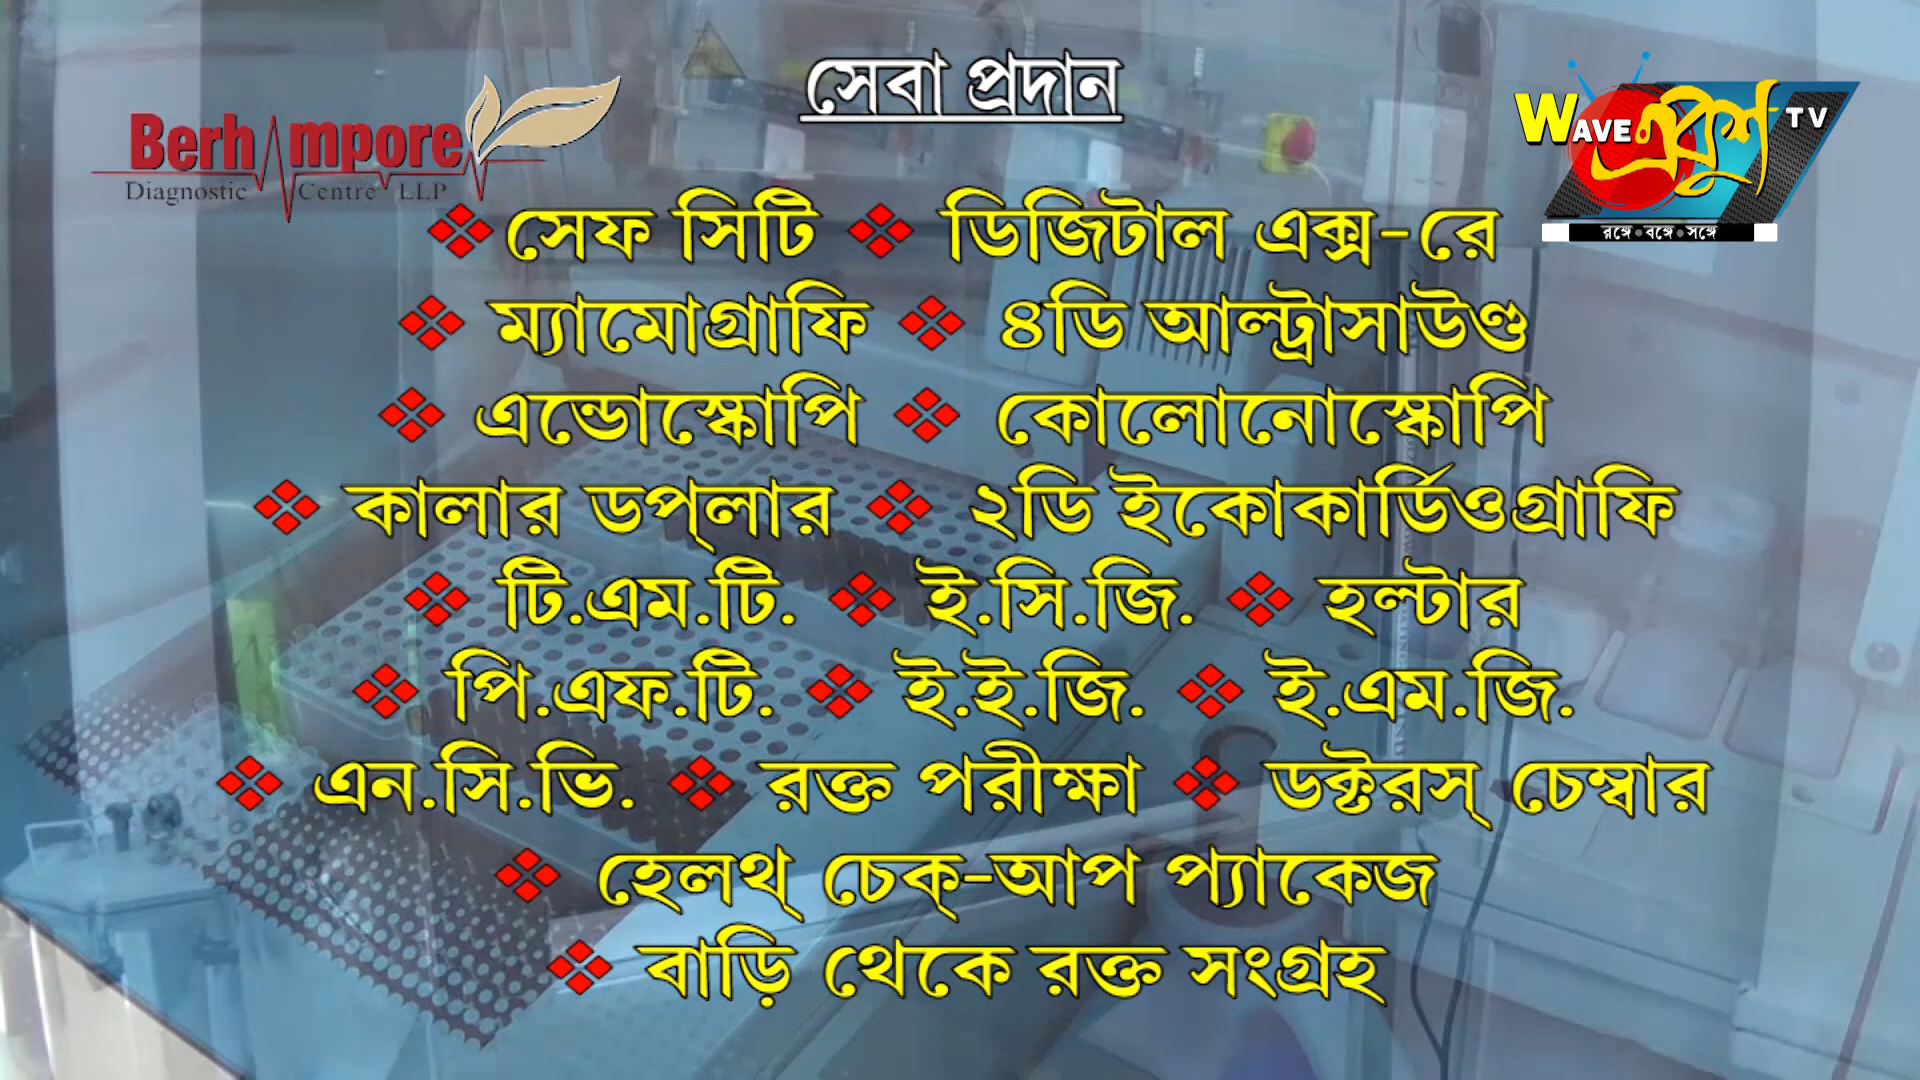 সেবা প্রদান
Berhampore
Diagnostic Centre LLP
WAVE একুশ TV
রঙ্গে • বঙ্গে • সঙ্গে
❖ সেফ সিটি ❖ ডিজিটাল এক্স-রে
❖ ম্যামোগ্রাফি ❖ ৪ডি আল্ট্রাসাউণ্ড
❖ এন্ডোস্কোপি ❖ কোলোনোস্কোপি
❖ কালার ডপ্‌লার ❖ ২ডি ইকোকার্ডিওগ্রাফি
❖ টি.এম.টি. ❖ ই.সি.জি. ❖ হল্টার
❖ পি.এফ.টি. ❖ ই.ই.জি. ❖ ই.এম.জি.
❖ এন.সি.ভি. ❖ রক্ত পরীক্ষা ❖ ডক্টরস্ চেম্বার
❖ হেলথ্ চেক্-আপ প্যাকেজ
❖ বাড়ি থেকে রক্ত সংগ্রহ